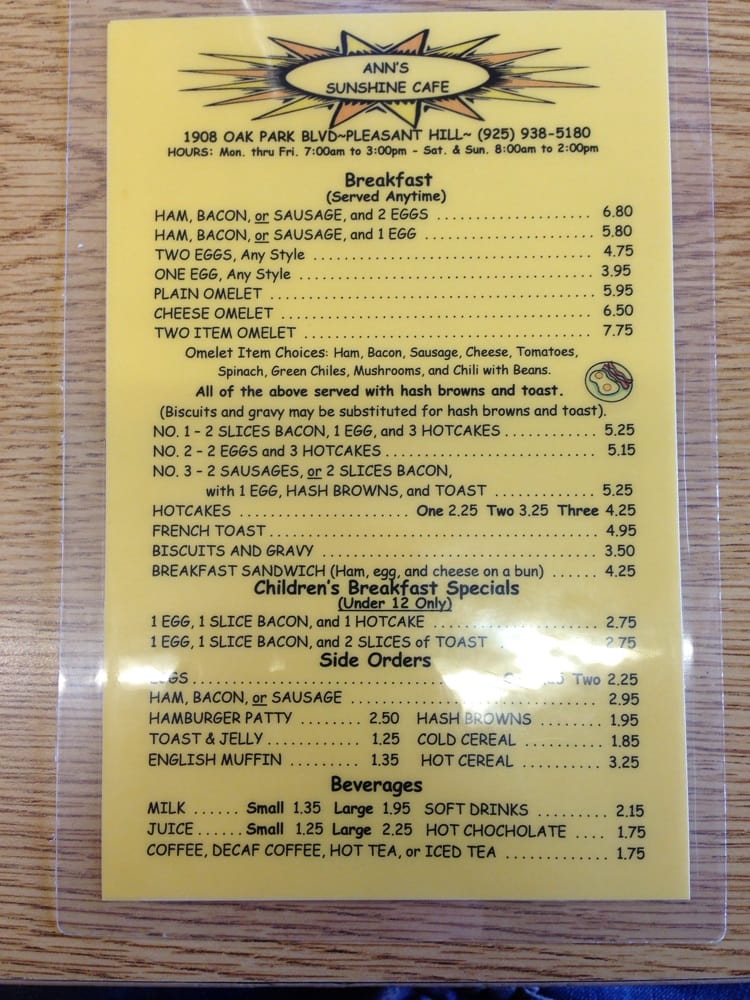 ANN'S
SUNSHINE CAFE
1908 OAK PARK BLVD~PLEASANT HILL~ (925) 938-5180
HOURS: Mon. thru Fri. 7:00am to 3:00pm - Sat. & Sun. 8:00am to 2:00pm
Breakfast
(Served Anytime)
HAM, BACON, or SAUSAGE, and 2 EGGS .................... 6.80
HAM, BACON, or SAUSAGE, and 1 EGG ...................... 5.80
TWO EGGS, Any Style .................................... 4.75
ONE EGG, Any Style ....................................... 3.95
PLAIN OMELET .......................................... 5.95
CHEESE OMELET ......................................... 6.50
TWO ITEM OMELET ...................................... 7.75
Omelet Item Choices: Ham, Bacon, Sausage, Cheese, Tomatoes,
Spinach, Green Chiles, Mushrooms, and Chili with Beans.
All of the above served with hash browns and toast.
(Biscuits and gravy may be substituted for hash browns and toast).
NO. 1 – 2 SLICES BACON, 1 EGG, and 3 HOTCAKES ............ 5.25
NO. 2 – 2 EGGS and 3 HOTCAKES ........................... 5.15
NO. 3 – 2 SAUSAGES, or 2 SLICES BACON,
with 1 EGG, HASH BROWNS, and TOAST ............. 5.25
HOTCAKES ...................... One 2.25 Two 3.25 Three 4.25
FRENCH TOAST ........................................... 4.95
BISCUITS AND GRAVY .................................... 3.50
BREAKFAST SANDWICH (Ham, egg, and cheese on a bun) ...... 4.25
Children's Breakfast Specials
(Under 12 Only)
1 EGG, 1 SLICE BACON, and 1 HOTCAKE ...................... 2.75
1 EGG, 1 SLICE BACON, and 2 SLICES of TOAST . 2.75
Side Orders
EGGS ........................................ Two 2.25
HAM, BACON, or SAUSAGE ............................... 2.95
HAMBURGER PATTY ........ 2.50 HASH BROWNS ........ 1.95
TOAST & JELLY ............ 1.25 COLD CEREAL .......... 1.85
ENGLISH MUFFIN ......... 1.35 HOT CEREAL .......... 3.25
Beverages
MILK ...... Small 1.35 Large 1.95 SOFT DRINKS ......... 2.15
JUICE ...... Small 1.25 Large 2.25 HOT CHOCHOLATE .... 1.75
COFFEE, DECAF COFFEE, HOT TEA, or ICED TEA ............. 1.75